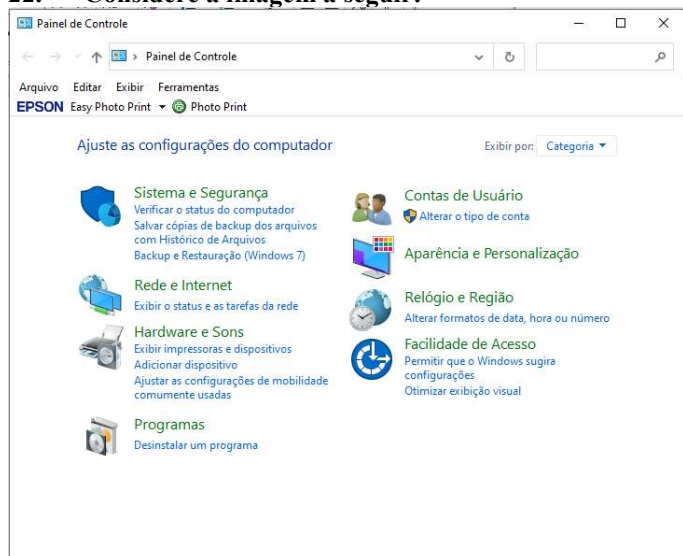 22. Considere a imagem a seguir:
Painel de Controle
Painel de Controle
Arquivo Editar Exibir Ferramentas
EPSON Easy Photo Print Photo Print
Ajuste as configurações do computador
Exibir por: Categoria
Sistema e Segurança
Verificar o status do computador
Salvar cópias de backup dos arquivos
com Histórico de Arquivos
Backup e Restauração (Windows 7)
Rede e Internet
Exibir o status e as tarefas da rede
Hardware e Sons
Exibir impressoras e dispositivos
Adicionar dispositivo
Ajustar as configurações de mobilidade
comumente usadas
Programas
Desinstalar um programa
Contas de Usuário
Alterar o tipo de conta
Aparência e Personalização
Relógio e Região
Alterar formatos de data, hora ou número
Facilidade de Acesso
Permitir que o Windows sugira
configurações
Otimizar exibição visual